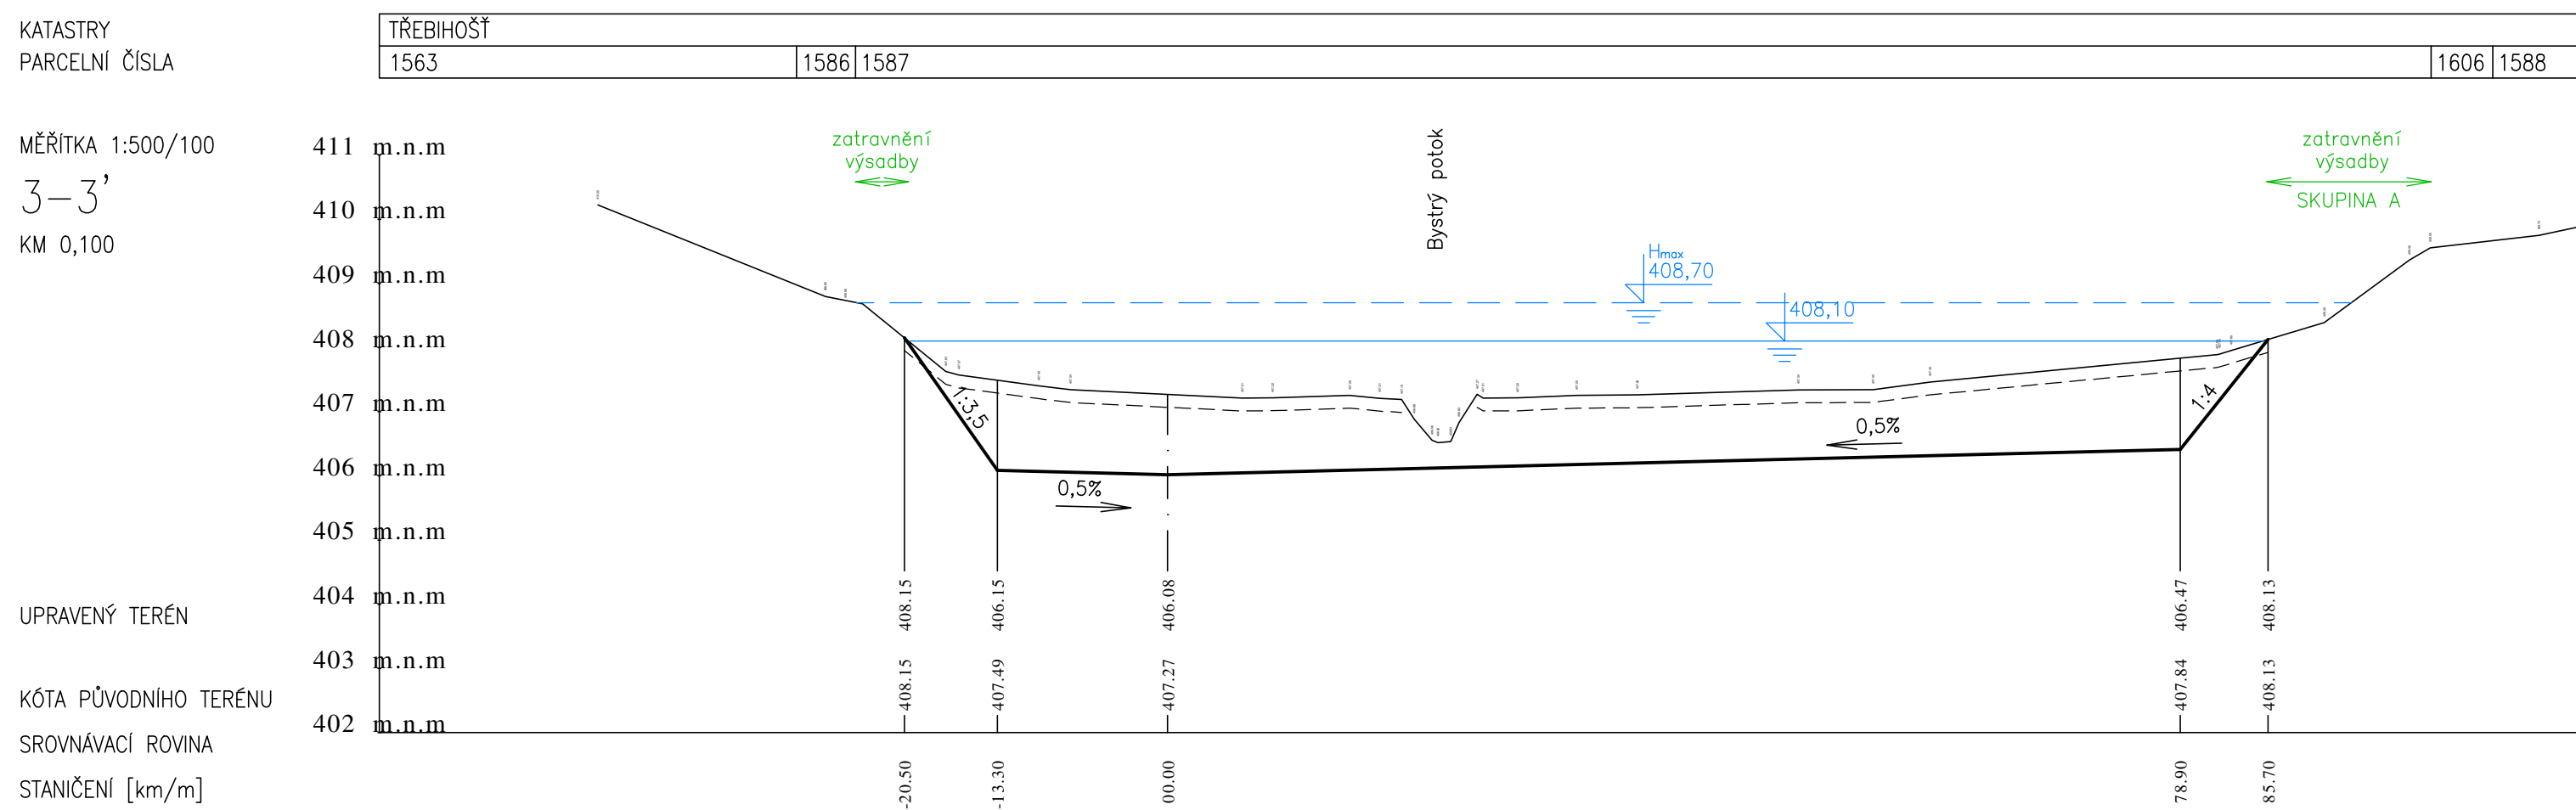 KATASTRY
TŘEBIHOŠŤ
PARCELNÍ ČÍSLA
1563 1586 1587 1606 1588
MĚŘÍTKA 1:500/100
3-3'
KM 0,100
411 m.n.m
410 m.n.m
409 m.n.m
408 m.n.m
407 m.n.m
406 m.n.m
405 m.n.m
404 m.n.m
403 m.n.m
402 m.n.m
zatravnění
výsadby
Bystrý potok
zatravnění
výsadby
SKUPINA A
Hmax
408,70
408,10
1:3,5
1:4
0,5%
0,5%
UPRAVENÝ TERÉN
408.15 406.15 406.08 406.47 408.13
KÓTA PŮVODNÍHO TERÉNU
408.15 407.49 407.27 407.84 408.13
SROVNÁVACÍ ROVINA
STANIČENÍ [km/m]
-20.50 -13.30 00.00 78.90 85.70